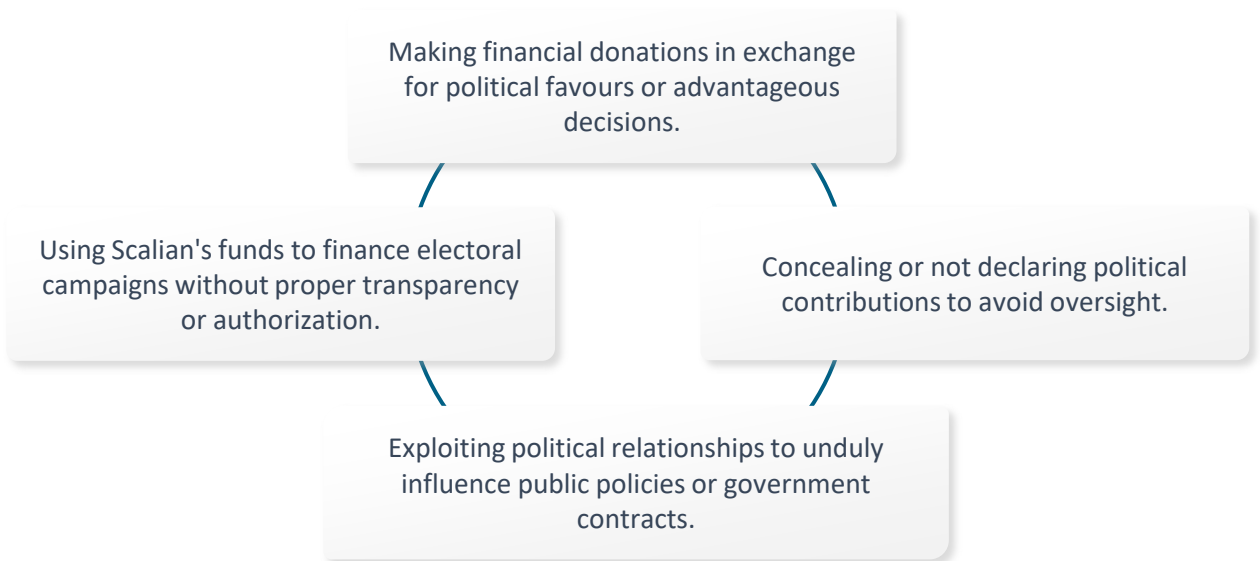 Making financial donations in exchange
for political favours or advantageous
decisions.
Using Scalian's funds to finance electoral
campaigns without proper transparency
or authorization.
Concealing or not declaring political
contributions to avoid oversight.
Exploiting political relationships to unduly
influence public policies or government
contracts.